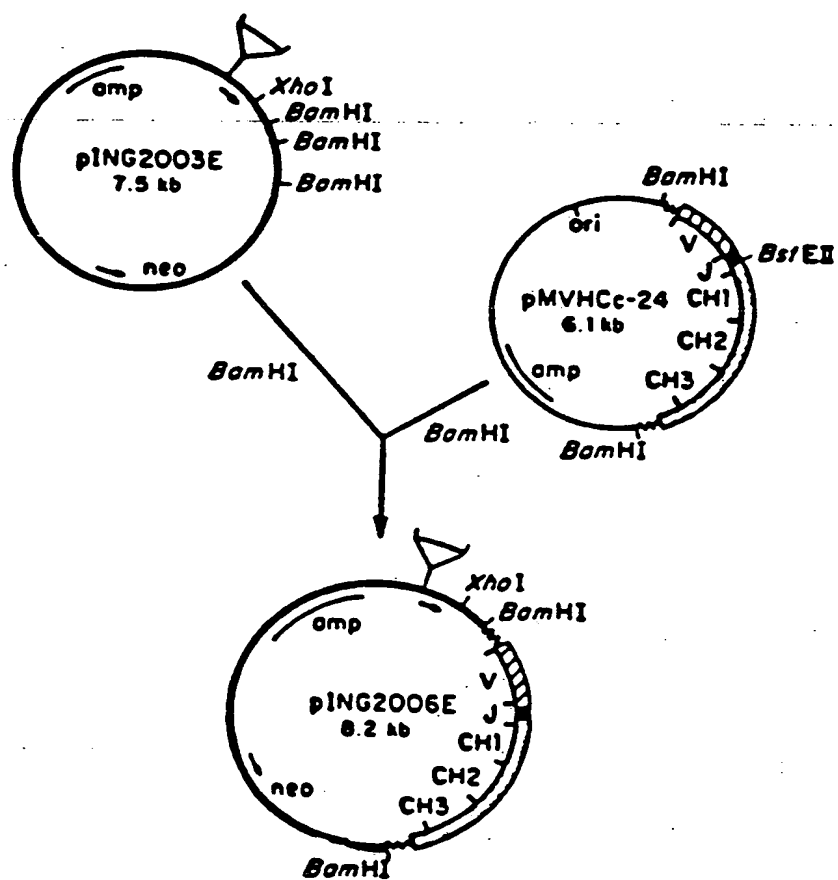 amp
XhoI
BamHI
BamHI
BamHI
pING2003E
7.5 kb
neo
BamHI
ori
V
J
BstEII
CH1
CH2
CH3
pMVHCc-24
6.1 kb
amp
BamHI
BamHI
BamHI
XhoI
BamHI
amp
V
J
CH1
CH2
CH3
pING2006E
8.2 kb
neo
BamHI